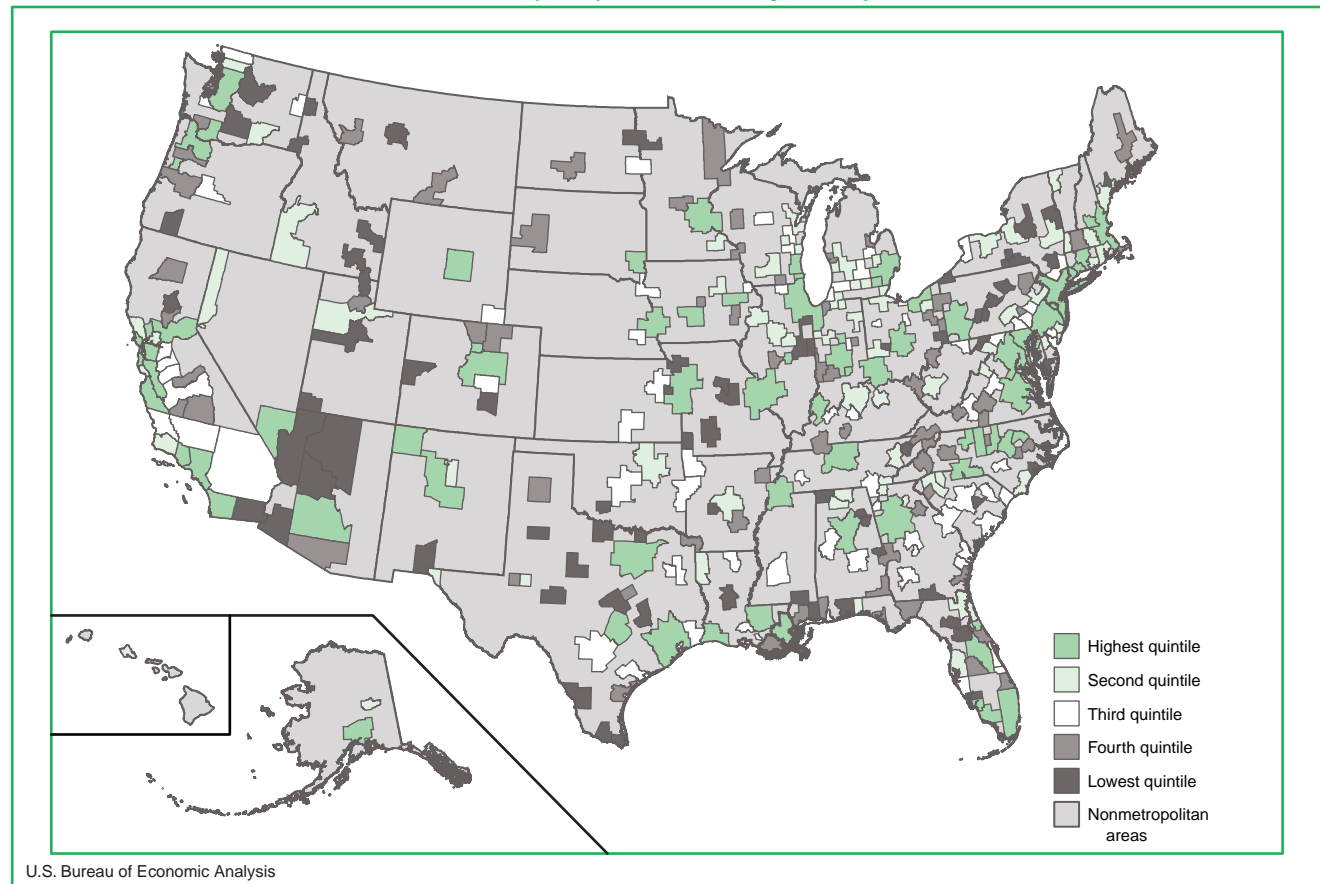 Highest quintile
Second quintile
Third quintile
Fourth quintile
Lowest quintile
Nonmetropolitan
areas
U.S. Bureau of Economic Analysis